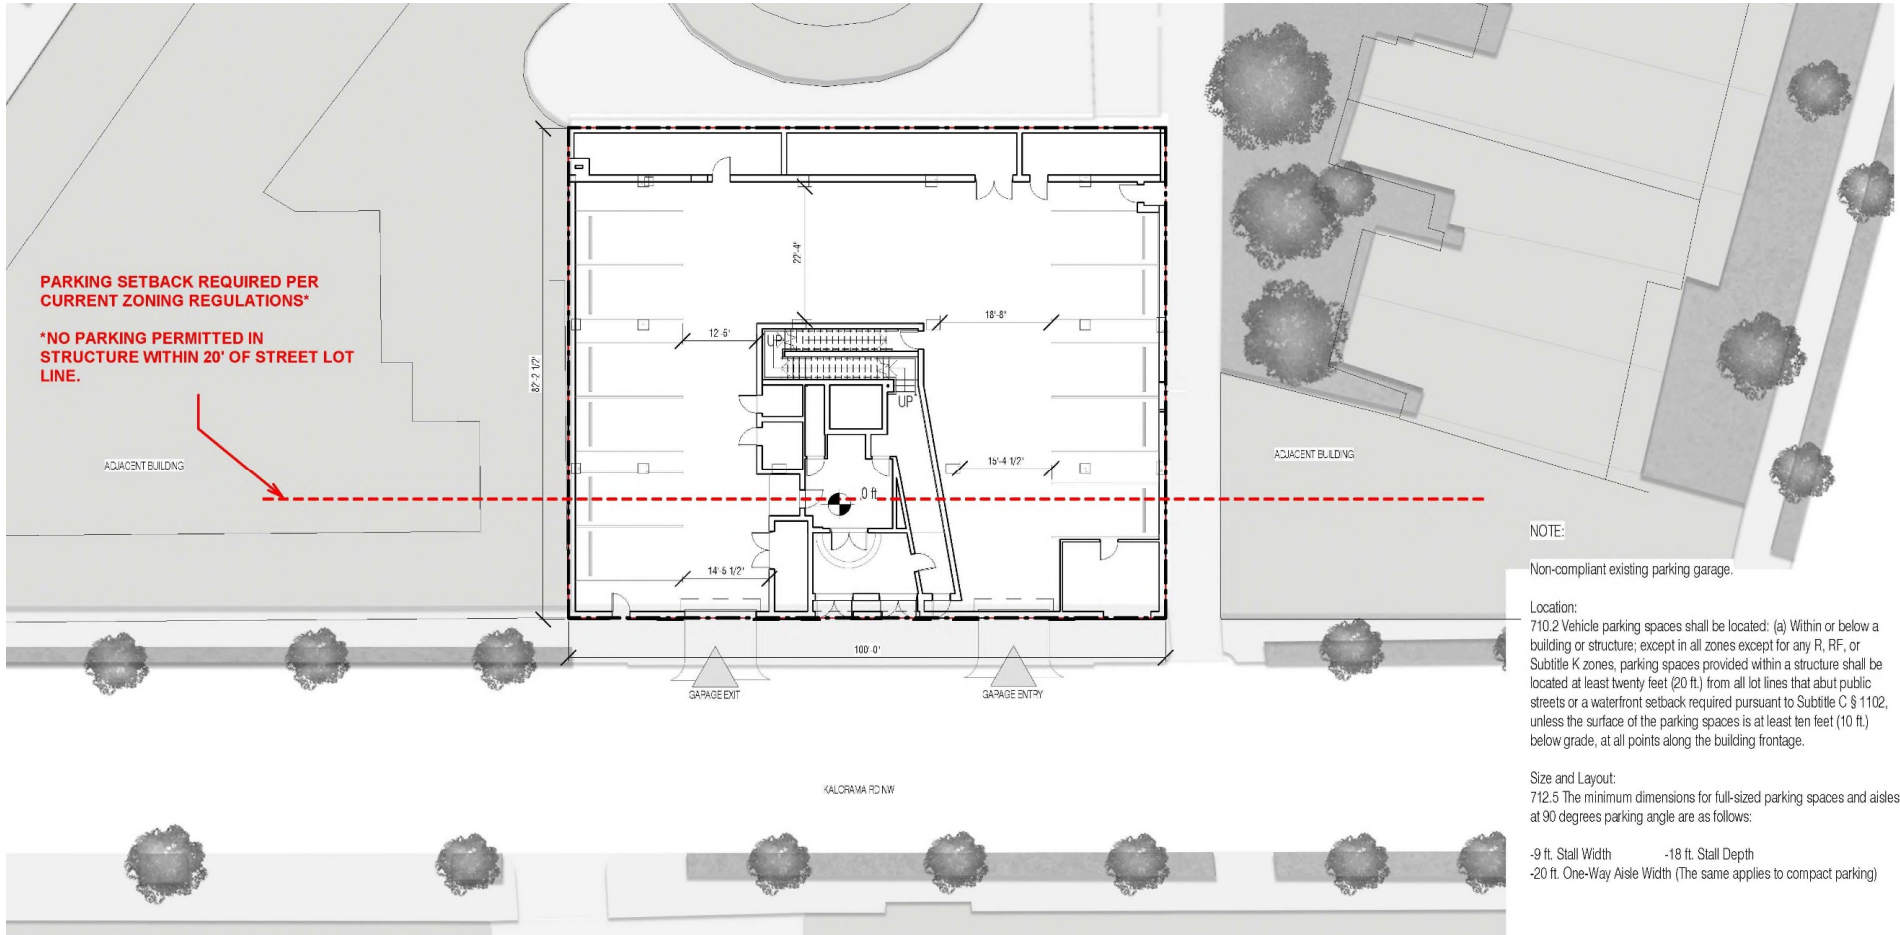 PARKING SETBACK REQUIRED PER
CURRENT ZONING REGULATIONS*
*NO PARKING PERMITTED IN
STRUCTURE WITHIN 20' OF STREET LOT
LINE.
ADJACENT BUILDING
82'-2 1/2"
22'-4"
12'-5"
18'-8"
UP
UP
15'-4 1/2"
.0 ft
14'-5 1/2"
100'-0"
GARAGE EXIT
GARAGE ENTRY
KALORAMA RD NW
ADJACENT BUILDING
NOTE:
Non-compliant existing parking garage.
Location:
710.2 Vehicle parking spaces shall be located: (a) Within or below a
building or structure; except in all zones except for any R, RF, or
Subtitle K zones, parking spaces provided within a structure shall be
located at least twenty feet (20 ft.) from all lot lines that abut public
streets or a waterfront setback required pursuant to Subtitle C § 1102,
unless the surface of the parking spaces is at least ten feet (10 ft.)
below grade, at all points along the building frontage.
Size and Layout:
712.5 The minimum dimensions for full-sized parking spaces and aisles
at 90 degrees parking angle are as follows:
-9 ft. Stall Width -18 ft. Stall Depth
-20 ft. One-Way Aisle Width (The same applies to compact parking)